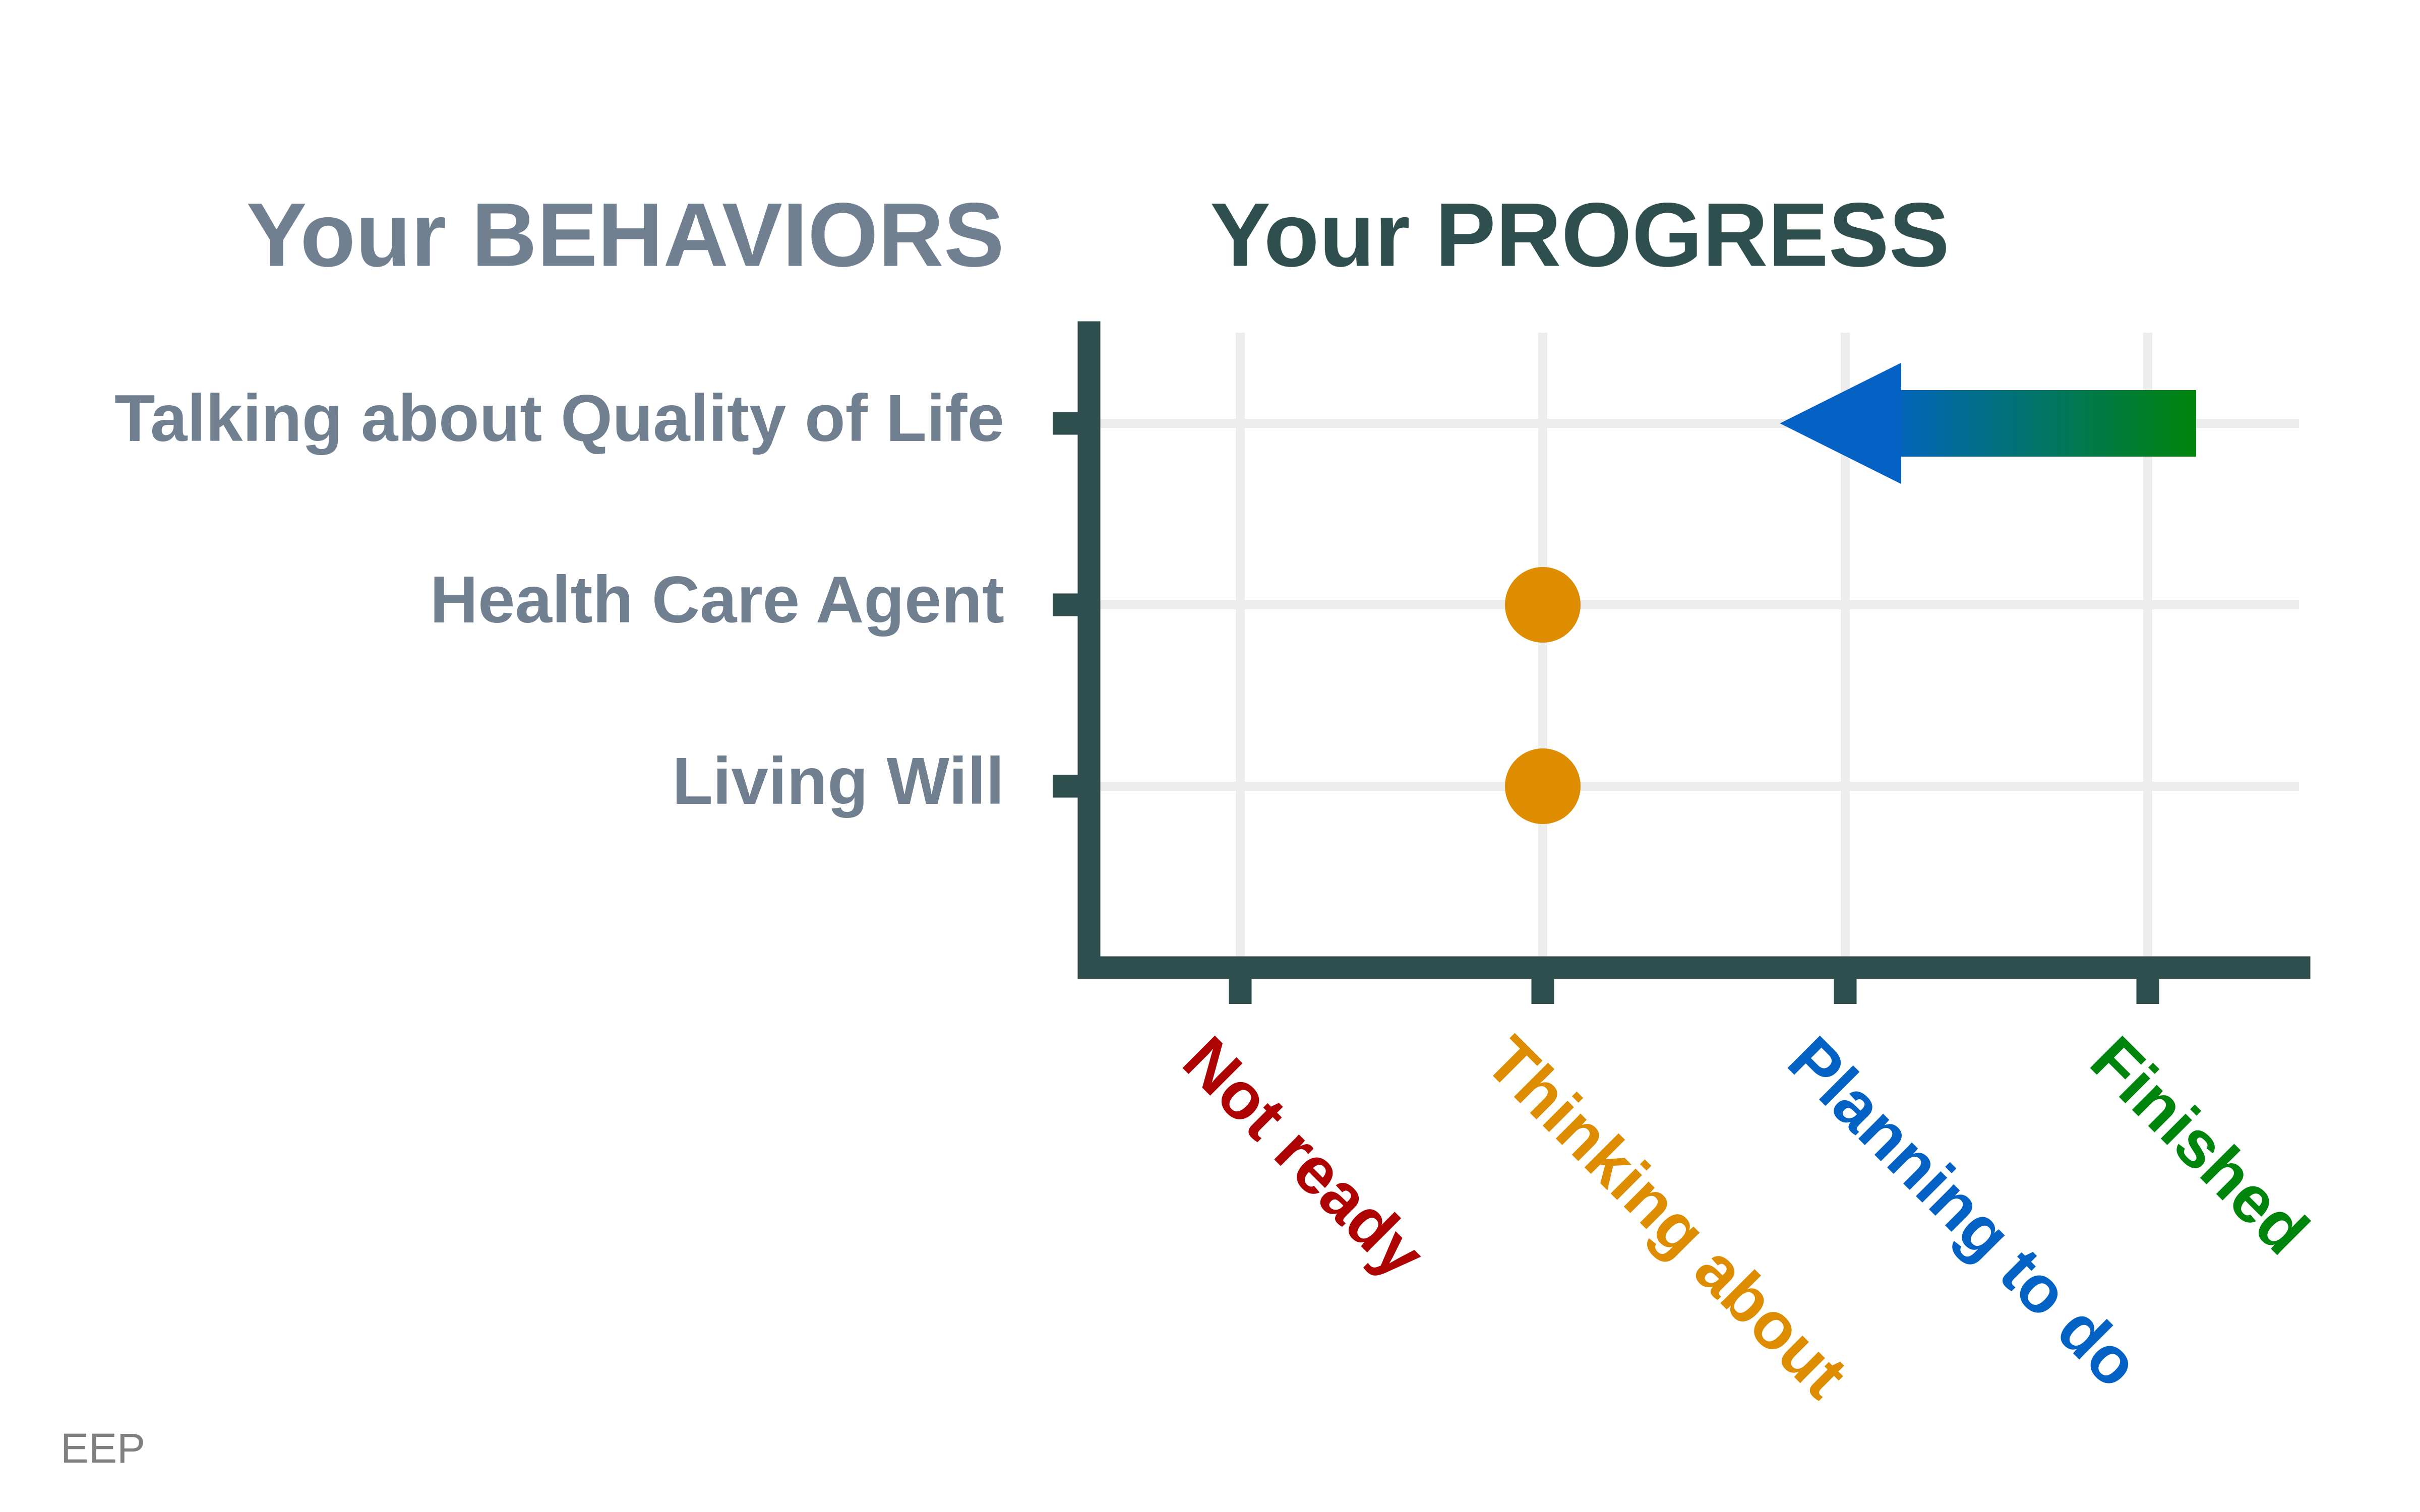 Your BEHAVIORS
Your PROGRESS
Talking about Quality of Life
Health Care Agent
Living Will
Not ready
Thinking about
Planning to do
Finished
EEP